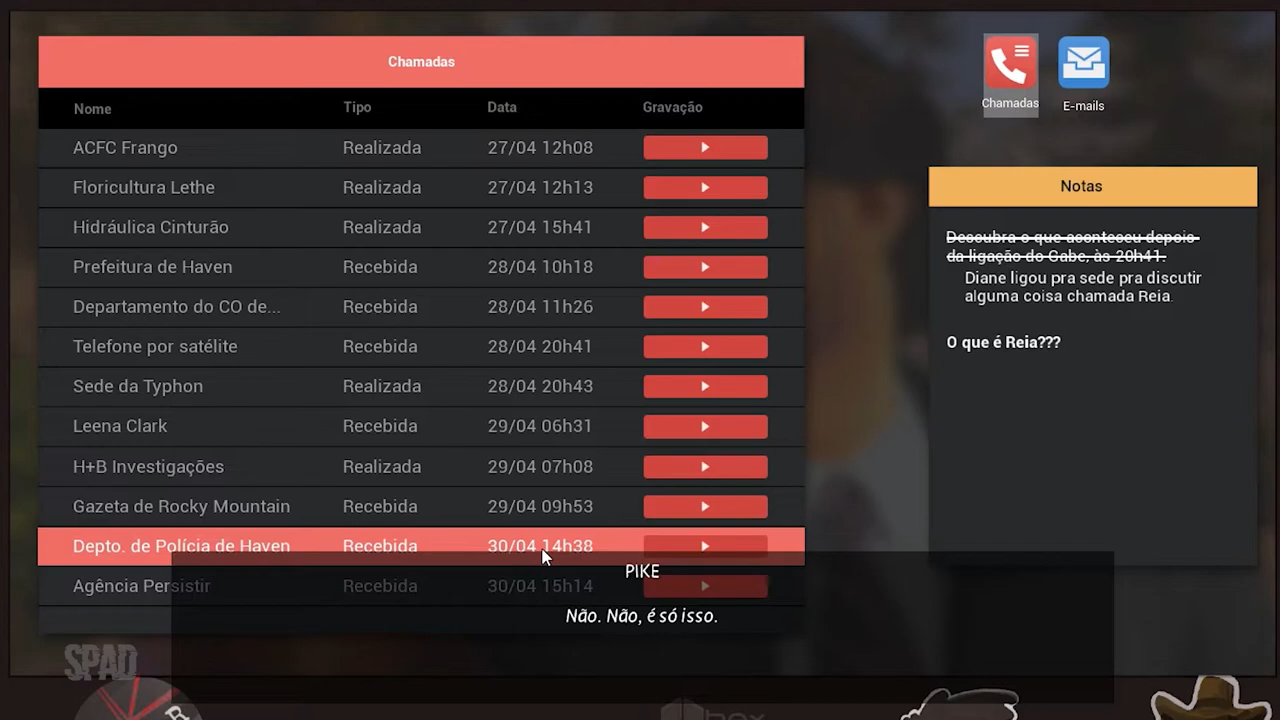 Chamadas
Chamadas
E-mails
Nome Tipo Data Gravação
ACFC Frango Realizada 27/04 12h08
Floricultura Lethe Realizada 27/04 12h13
Hidráulica Cinturão Realizada 27/04 15h41
Prefeitura de Haven Recebida 28/04 10h18
Departamento do CO de... Recebida 28/04 11h26
Telefone por satélite Recebida 28/04 20h41
Sede da Typhon Realizada 28/04 20h43
Leena Clark Recebida 29/04 06h31
H+B Investigações Realizada 29/04 07h08
Gazeta de Rocky Mountain Recebida 29/04 09h53
Depto. de Polícia de Haven Recebida 30/04 14h38
Agência Persistir Recebida 30/04 15h14
Notas
Descubra o que aconteceu depois
da ligação do Gabe, às 20h41.
Diane ligou pra sede pra discutir
alguma coisa chamada Reia.
O que é Reia???
PIKE
Não. Não, é só isso.
SPAD